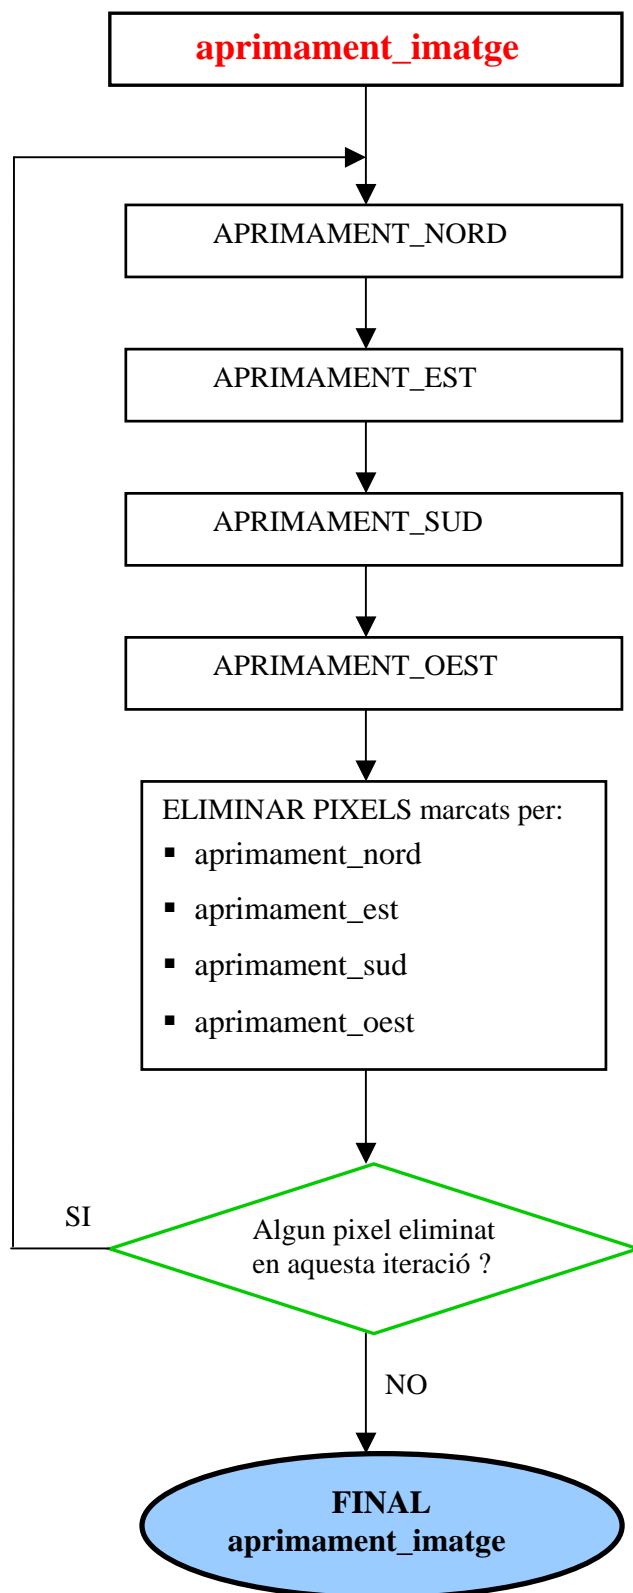 aprimament_imatge
APRIMAMENT_NORD
APRIMAMENT_EST
APRIMAMENT_SUD
APRIMAMENT_OEST
ELIMINAR PIXELS marcats per:
▪ aprimament_nord
▪ aprimament_est
▪ aprimament_sud
▪ aprimament_oest
SI
Algun pixel eliminat
en aquesta iteració ?
NO
FINAL
aprimament_imatge